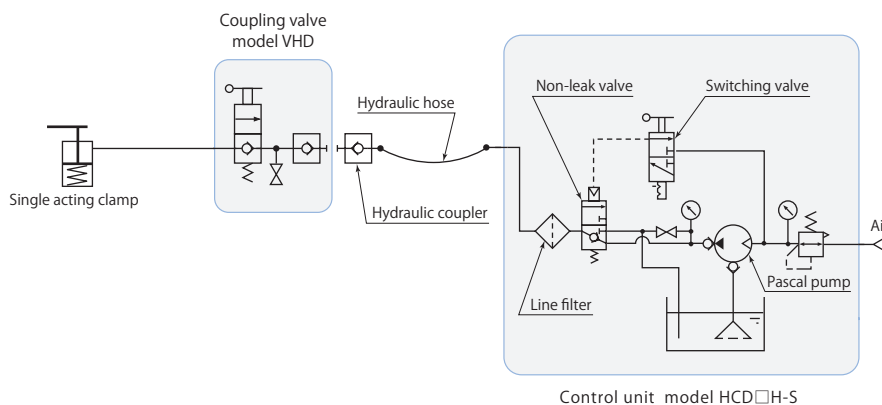 Coupling valve
model VHD
Non-leak valve
Switching valve
Hydraulic hose
Single acting clamp
Hydraulic coupler
Ai
Pascal pump
Line filter
Control unit model HCD□H-S